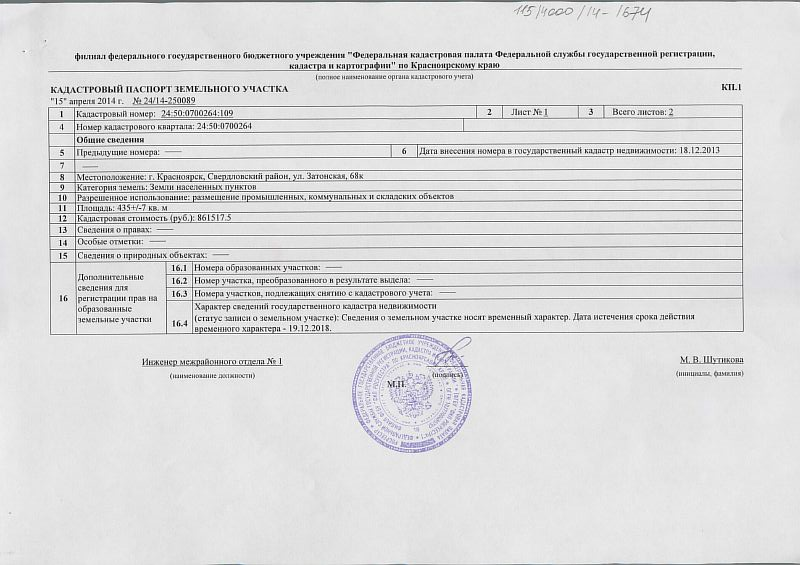 115/4000/14-1674
филиал федерального государственного бюджетного учреждения "Федеральная кадастровая палата Федеральной службы государственной регистрации,
кадастра и картографии" по Красноярскому краю
(полное наименование органа кадастрового учета)
КАДАСТРОВЫЙ ПАСПОРТ ЗЕМЕЛЬНОГО УЧАСТКА КП.1
"15" апреля 2014 г. № 24/14-250089
1 Кадастровый номер: 24:50:0700264:109 2 Лист № 1 3 Всего листов: 2
4 Номер кадастрового квартала: 24:50:0700264
Общие сведения
5 Предыдущие номера: —— 6 Дата внесения номера в государственный кадастр недвижимости: 18.12.2013
7 ——
8 Местоположение: г. Красноярск, Свердловский район, ул. Затонская, 68к
9 Категория земель: Земли населенных пунктов
10 Разрешенное использование: размещение промышленных, коммунальных и складских объектов
11 Площадь: 435+/-7 кв. м
12 Кадастровая стоимость (руб.): 861517.5
13 Сведения о правах: ——
14 Особые отметки: ——
15 Сведения о природных объектах: ——
16 Дополнительные
сведения для
регистрации прав на
образованные
земельные участки
16.1 Номера образованных участков: ——
16.2 Номер участка, преобразованного в результате выдела: ——
16.3 Номера участков, подлежащих снятию с кадастрового учета: ——
16.4 Характер сведений государственного кадастра недвижимости
(статус записи о земельном участке): Сведения о земельном участке носят временный характер. Дата истечения срока действия
временного характера - 19.12.2018.
Инженер межрайонного отдела № 1 М. В. Шутикова
(наименование должности) (подпись) (инициалы, фамилия)
М.П.